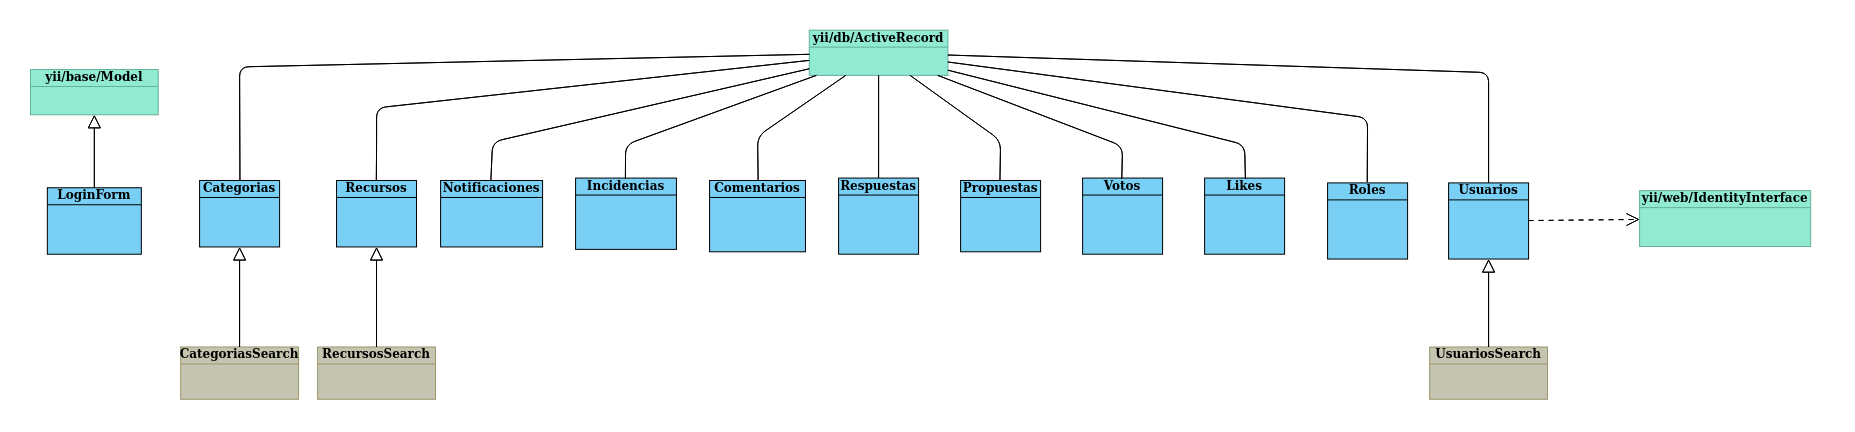 yii/db/ActiveRecord
yii/base/Model
LoginForm
Categorias
Recursos
Notificaciones
Incidencias
Comentarios
Respuestas
Propuestas
Votos
Likes
Roles
Usuarios
yii/web/IdentityInterface
CategoriasSearch
RecursosSearch
UsuariosSearch